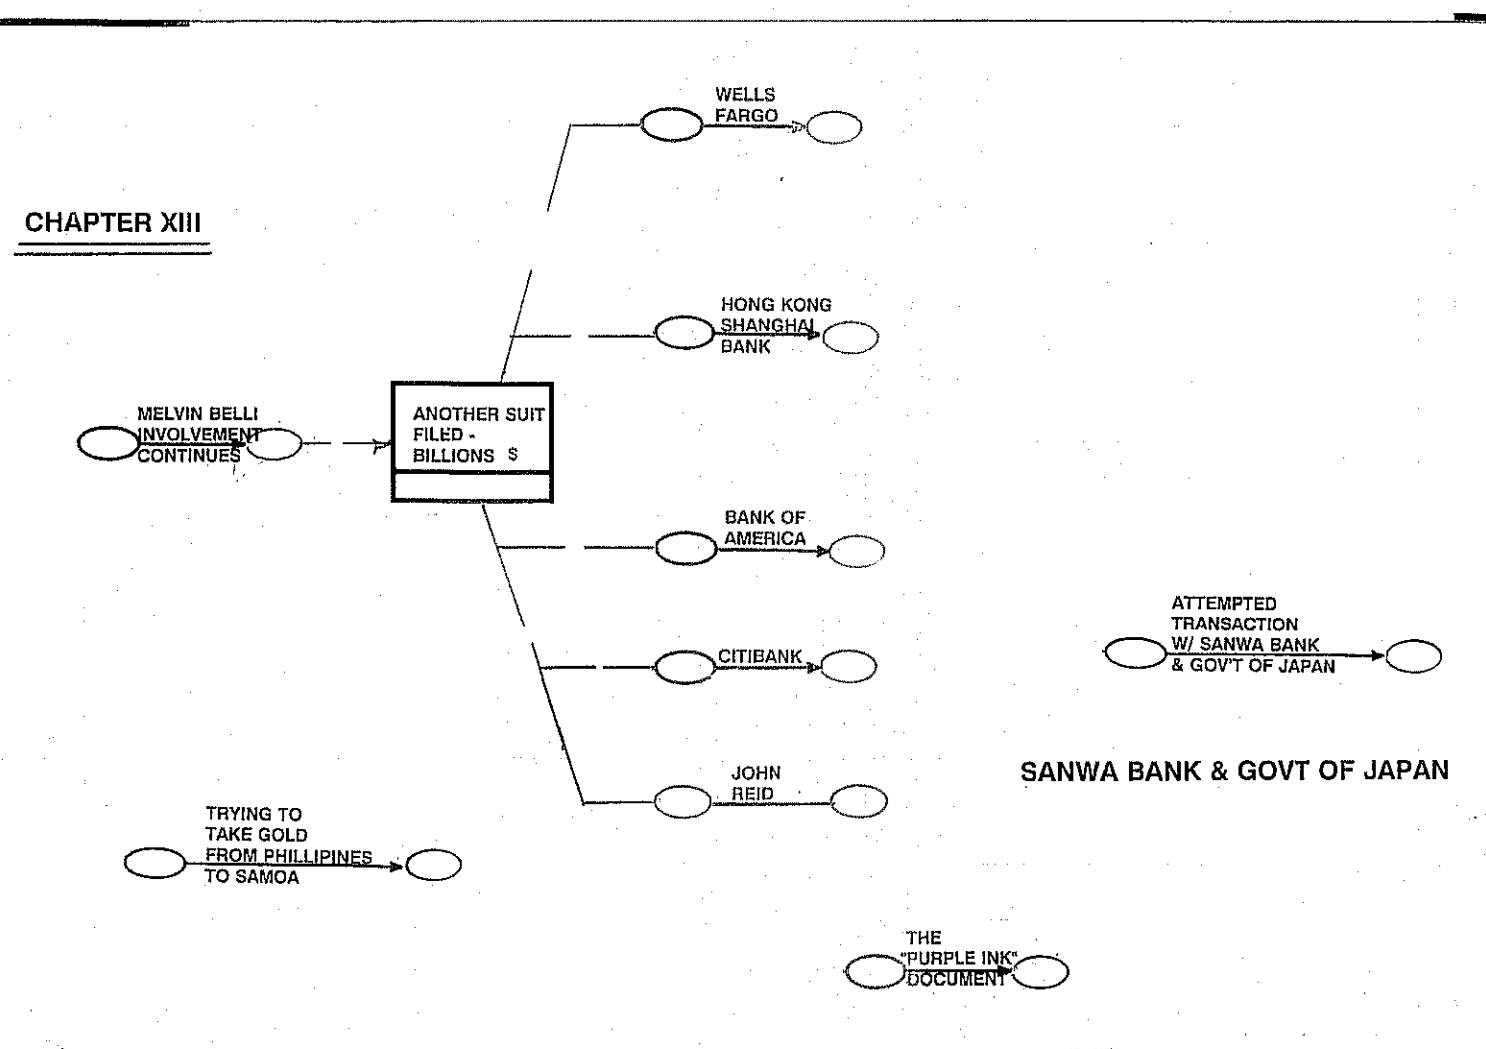 WELLS
FARGO
CHAPTER XIII
HONG KONG
SHANGHAI
BANK
MELVIN BELLI
INVOLVEMENT
CONTINUES
ANOTHER SUIT
FILED -
BILLIONS $
BANK OF
AMERICA
CITIBANK
ATTEMPTED
TRANSACTION
W/ SANWA BANK
& GOV'T OF JAPAN
SANWA BANK & GOVT OF JAPAN
JOHN
REID
TRYING TO
TAKE GOLD
FROM PHILLIPINES
TO SAMOA
THE
"PURPLE INK"
DOCUMENT